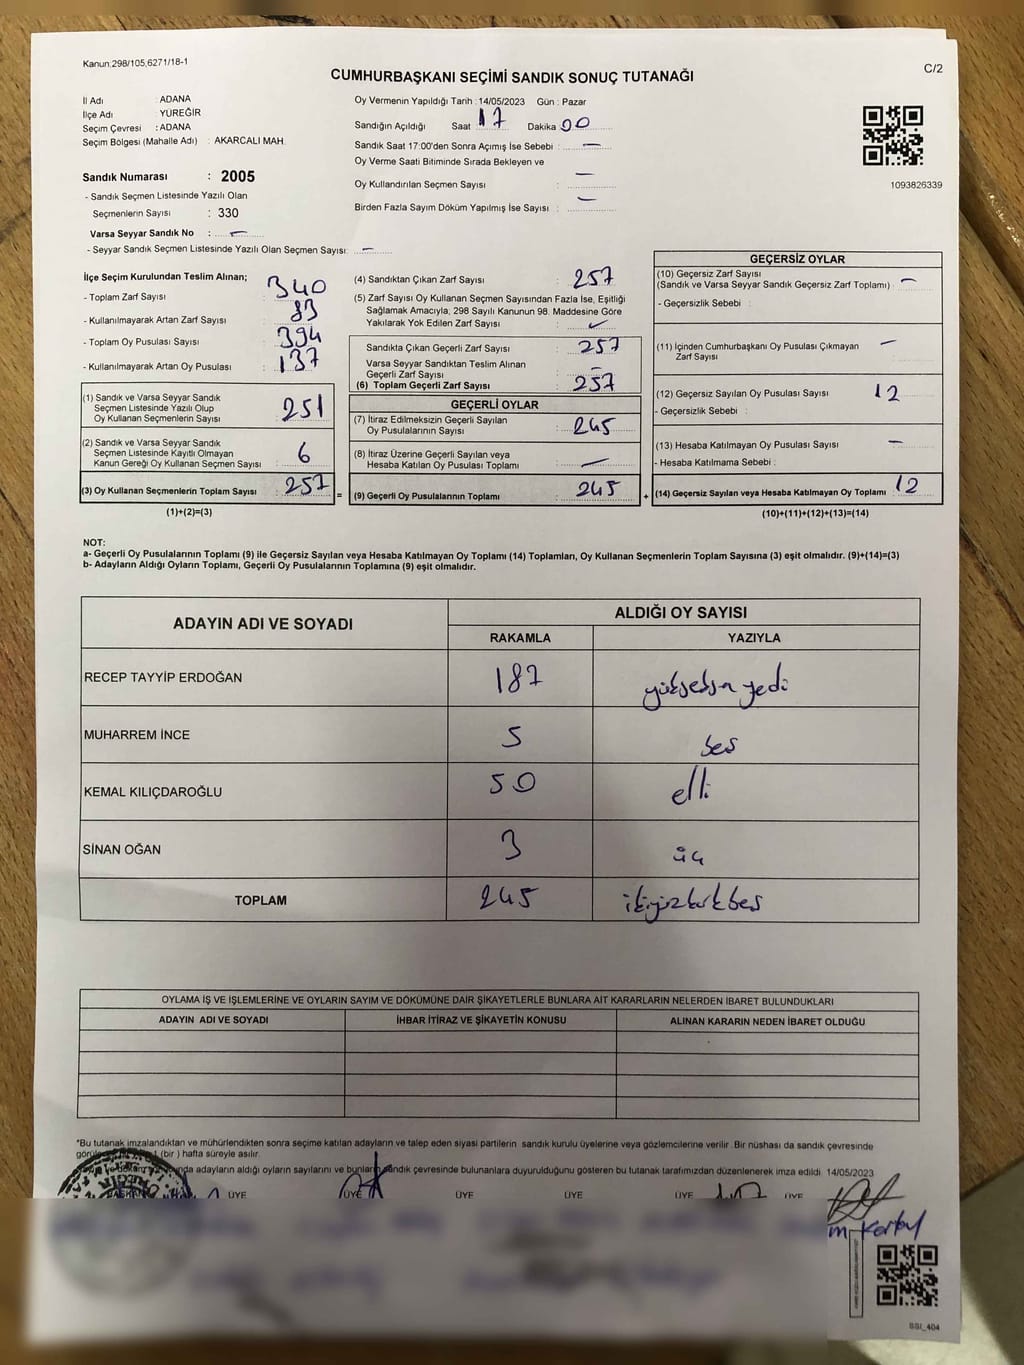 Kanun:298/105,6271/18-1
CUMHURBAŞKANI SEÇİMİ SANDIK SONUÇ TUTANAĞI
C/2
İl Adı : ADANA
İlçe Adı : YÜREĞİR
Seçim Çevresi : ADANA
Seçim Bölgesi (Mahalle Adı) : AKARCALI MAH.
Oy Vermenin Yapıldığı Tarih : 14/05/2023 Gün : Pazar
Sandığın Açıldığı Saat 17 Dakika 00
Sandık Saat 17:00'den Sonra Açımış İse Sebebi : —
Oy Verme Saati Bitiminde Sırada Bekleyen ve
Oy Kullandırılan Seçmen Sayısı : —
Birden Fazla Sayım Döküm Yapılmış İse Sayısı : —
1093826339
Sandık Numarası : 2005
- Sandık Seçmen Listesinde Yazılı Olan
Seçmenlerin Sayısı : 330
Varsa Seyyar Sandık No : —
- Seyyar Sandık Seçmen Listesinde Yazılı Olan Seçmen Sayısı: —
İlçe Seçim Kurulundan Teslim Alınan;
- Toplam Zarf Sayısı : 340
- Kullanılmayarak Artan Zarf Sayısı : 83
- Toplam Oy Pusulası Sayısı : 394
- Kullanılmayarak Artan Oy Pusulası : 137
(1) Sandık ve Varsa Seyyar Sandık
Seçmen Listesinde Yazılı Olup
Oy Kullanan Seçmenlerin Sayısı : 251
(2) Sandık ve Varsa Seyyar Sandık
Seçmen Listesinde Kayıtlı Olmayan
Kanun Gereği Oy Kullanan Seçmen Sayısı : 6
(3) Oy Kullanan Seçmenlerin Toplam Sayısı : 257 =
(1)+(2)=(3)
(4) Sandıktan Çıkan Zarf Sayısı : 257
(5) Zarf Sayısı Oy Kullanan Seçmen Sayısından Fazla İse, Eşitliği
Sağlamak Amacıyla, 298 Sayılı Kanunun 98. Maddesine Göre
Yakılarak Yok Edilen Zarf Sayısı :
Sandıkta Çıkan Geçerli Zarf Sayısı : 257
Varsa Seyyar Sandıktan Teslim Alınan
Geçerli Zarf Sayısı : —
(6) Toplam Geçerli Zarf Sayısı : 257
GEÇERLİ OYLAR
(7) İtiraz Edilmeksizin Geçerli Sayılan
Oy Pusulalarının Sayısı : 245
(8) İtiraz Üzerine Geçerli Sayılan veya
Hesaba Katılan Oy Pusulası Toplamı : —
(9) Geçerli Oy Pusulalarının Toplamı : 245 +
GEÇERSİZ OYLAR
(10) Geçersiz Zarf Sayısı
(Sandık ve Varsa Seyyar Sandık Geçersiz Zarf Toplamı) : —
- Geçersizlik Sebebi :
(11) İçinden Cumhurbaşkanı Oy Pusulası Çıkmayan
Zarf Sayısı : —
(12) Geçersiz Sayılan Oy Pusulası Sayısı : 12
- Geçersizlik Sebebi :
(13) Hesaba Katılmayan Oy Pusulası Sayısı : —
- Hesaba Katılmama Sebebi :
(14) Geçersiz Sayılan veya Hesaba Katılmayan Oy Toplamı : 12
(10)+(11)+(12)+(13)=(14)
NOT:
a- Geçerli Oy Pusulalarının Toplamı (9) ile Geçersiz Sayılan veya Hesaba Katılmayan Oy Toplamı (14) Toplamları, Oy Kullanan Seçmenlerin Toplam Sayısına (3) eşit olmalıdır. (9)+(14)=(3)
b- Adayların Aldığı Oyların Toplamı, Geçerli Oy Pusulalarının Toplamına (9) eşit olmalıdır.
ADAYIN ADI VE SOYADI
ALDIĞI OY SAYISI
RAKAMLA YAZIYLA
RECEP TAYYİP ERDOĞAN 187 yükseksen yedi
MUHARREM İNCE 5 beş
KEMAL KILIÇDAROĞLU 50 elli
SİNAN OĞAN 3 üç
TOPLAM 245 ikiyüzkırkbeş
OYLAMA İŞ VE İŞLEMLERİNE VE OYLARIN SAYIM VE DÖKÜMÜNE DAİR ŞİKAYETLERLE BUNLARA AİT KARARLARIN NELERDEN İBARET BULUNDUKLARI
ADAYIN ADI VE SOYADI İHBAR İTİRAZ VE ŞİKAYETİN KONUSU ALINAN KARARIN NEDEN İBARET OLDUĞU
*Bu tutanak imzalandıktan ve mühürlendikten sonra seçime katılan adayların ve talep eden siyasi partilerin sandık kurulu üyelerine veya gözlemcilerine verilir. Bir nüshası da sandık çevresinde
(bir ) hafta süreyle asılır.
adayların aldığı oyların sayılarını ve bunların sandık çevresinde bulunanlara duyurulduğunu gösteren bu tutanak tarafımızdan düzenlenerek imza edildi. 14/05/2023
BAŞKAN ÜYE ÜYE ÜYE ÜYE ÜYE ÜYE
SSI_404